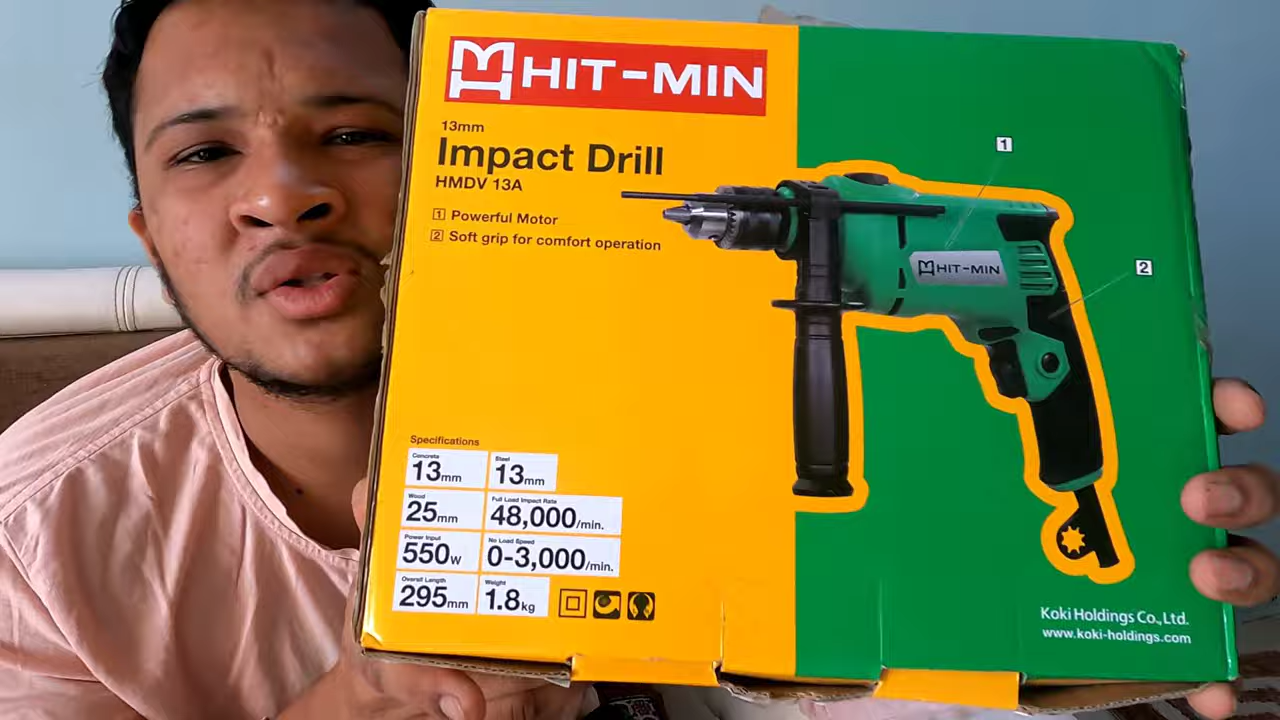 HIT-MIN
13mm
Impact Drill
HMDV 13A
1 Powerful Motor
2 Soft grip for comfort operation
1
HIT-MIN
2
Specifications
Concrete
13mm
Steel
13mm
Wood
25mm
Full Load Impact Rate
48,000/min.
Power Input
550W
No Load Speed
0-3,000/min.
Overall Length
295mm
Weight
1.8kg
Koki Holdings Co., Ltd.
www.koki-holdings.com